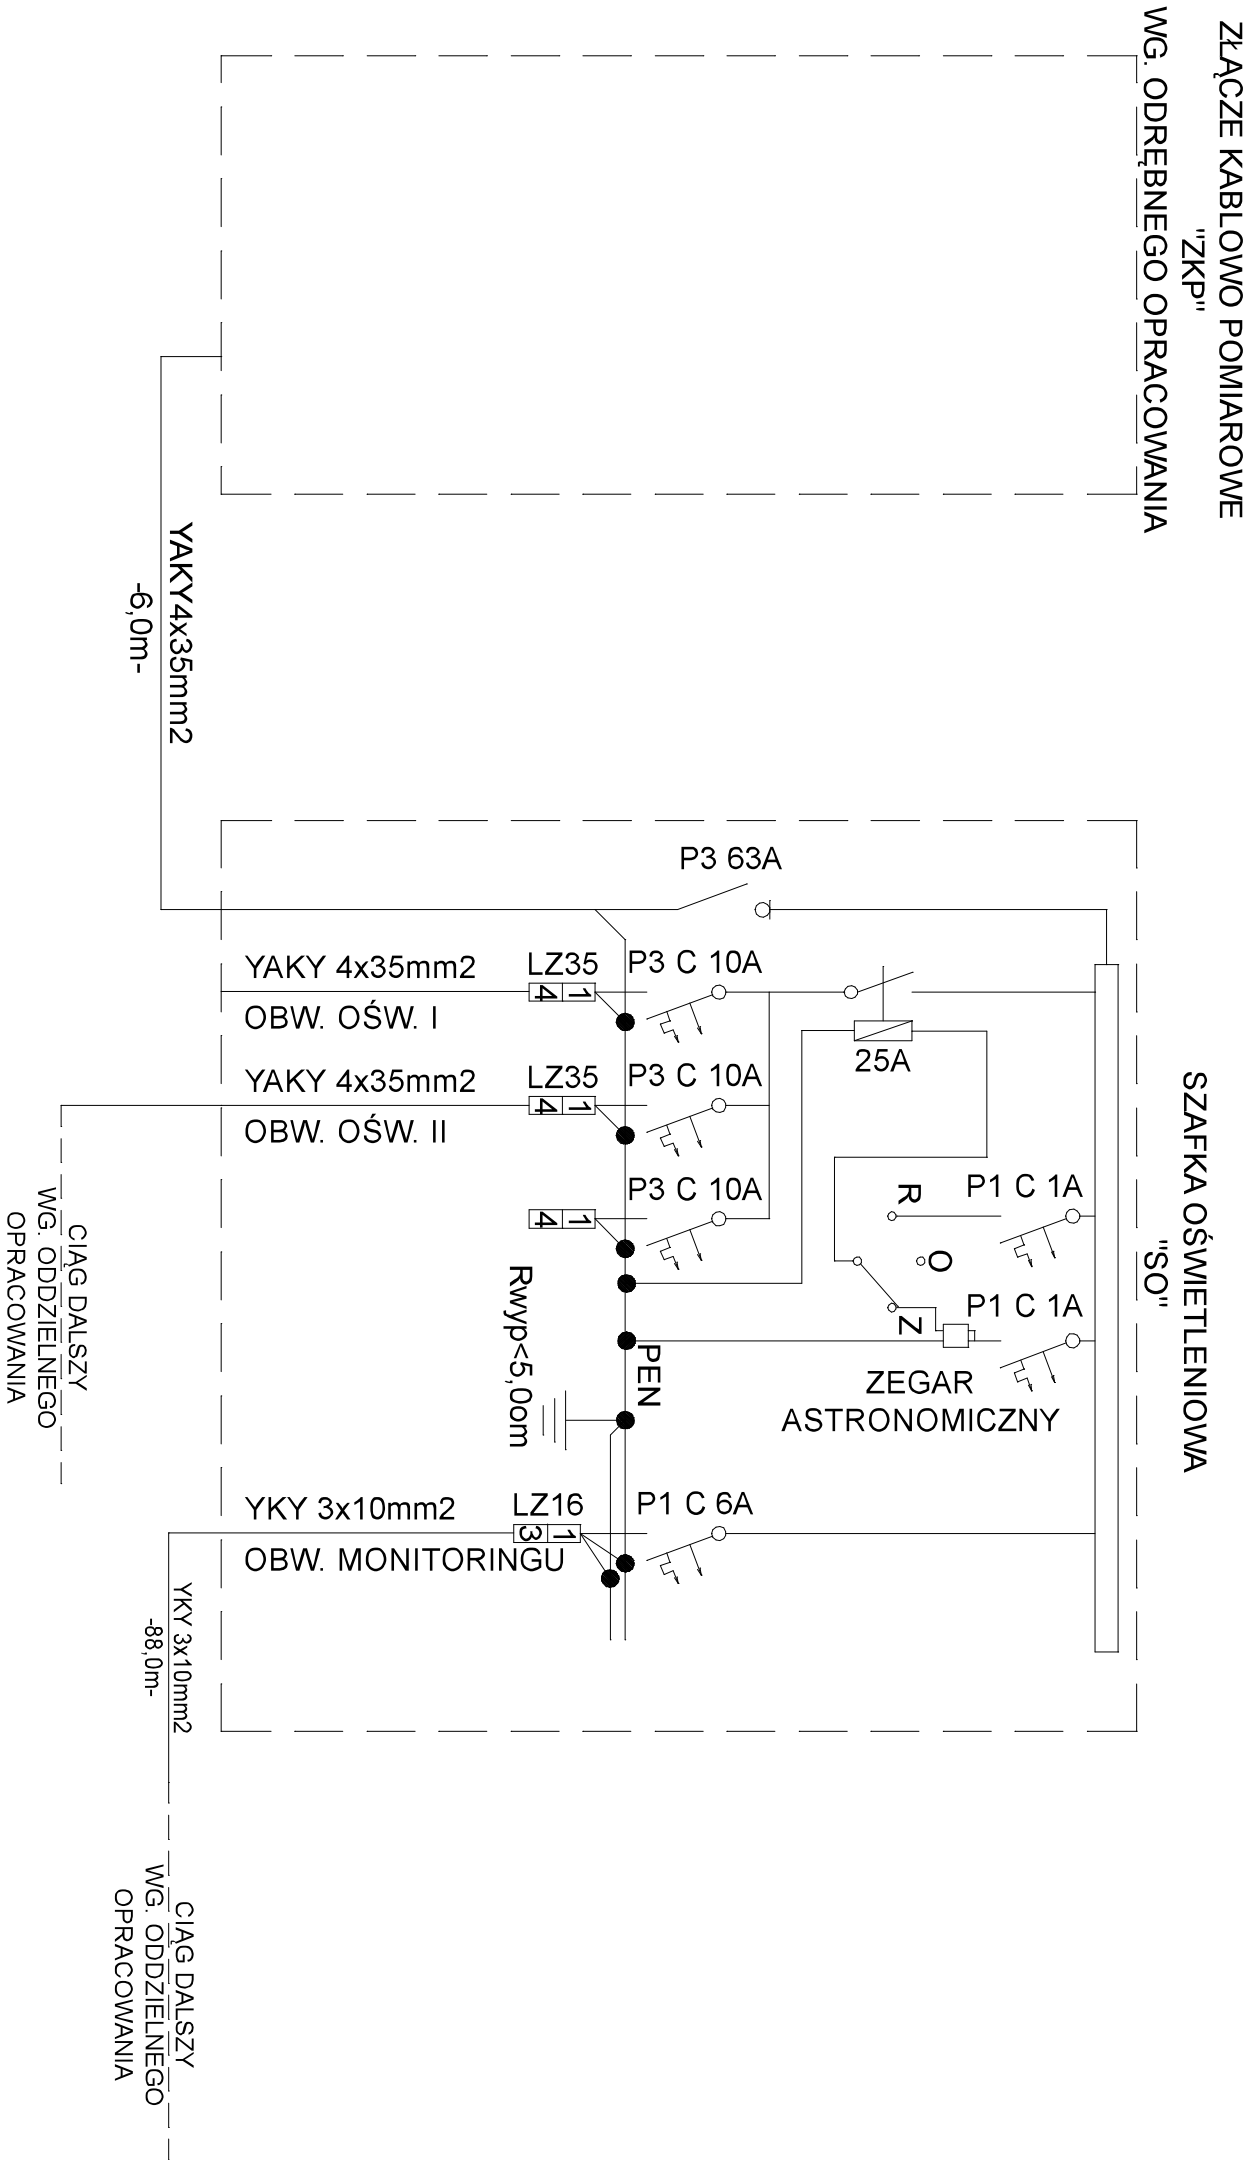 ZŁĄCZE KABLOWO POMIAROWE
"ZKP"
WG. ODRĘBNEGO OPRACOWANIA
YAKY4x35mm2
-6,0m-
SZAFKA OŚWIETLENIOWA
"SO"
P3 63A
YAKY 4x35mm2
OBW. OŚW. I
LZ35
4 1
P3 C 10A
25A
YAKY 4x35mm2
OBW. OŚW. II
LZ35
4 1
P3 C 10A
4 1
P3 C 10A
R
O
Z
P1 C 1A
P1 C 1A
ZEGAR
ASTRONOMICZNY
PEN
Rwyp<5,0om
YKY 3x10mm2
OBW. MONITORINGU
LZ16
3 1
P1 C 6A
CIĄG DALSZY
WG. ODDZIELNEGO
OPRACOWANIA
YKY 3x10mm2
-88,0m-
CIĄG DALSZY
WG. ODDZIELNEGO
OPRACOWANIA